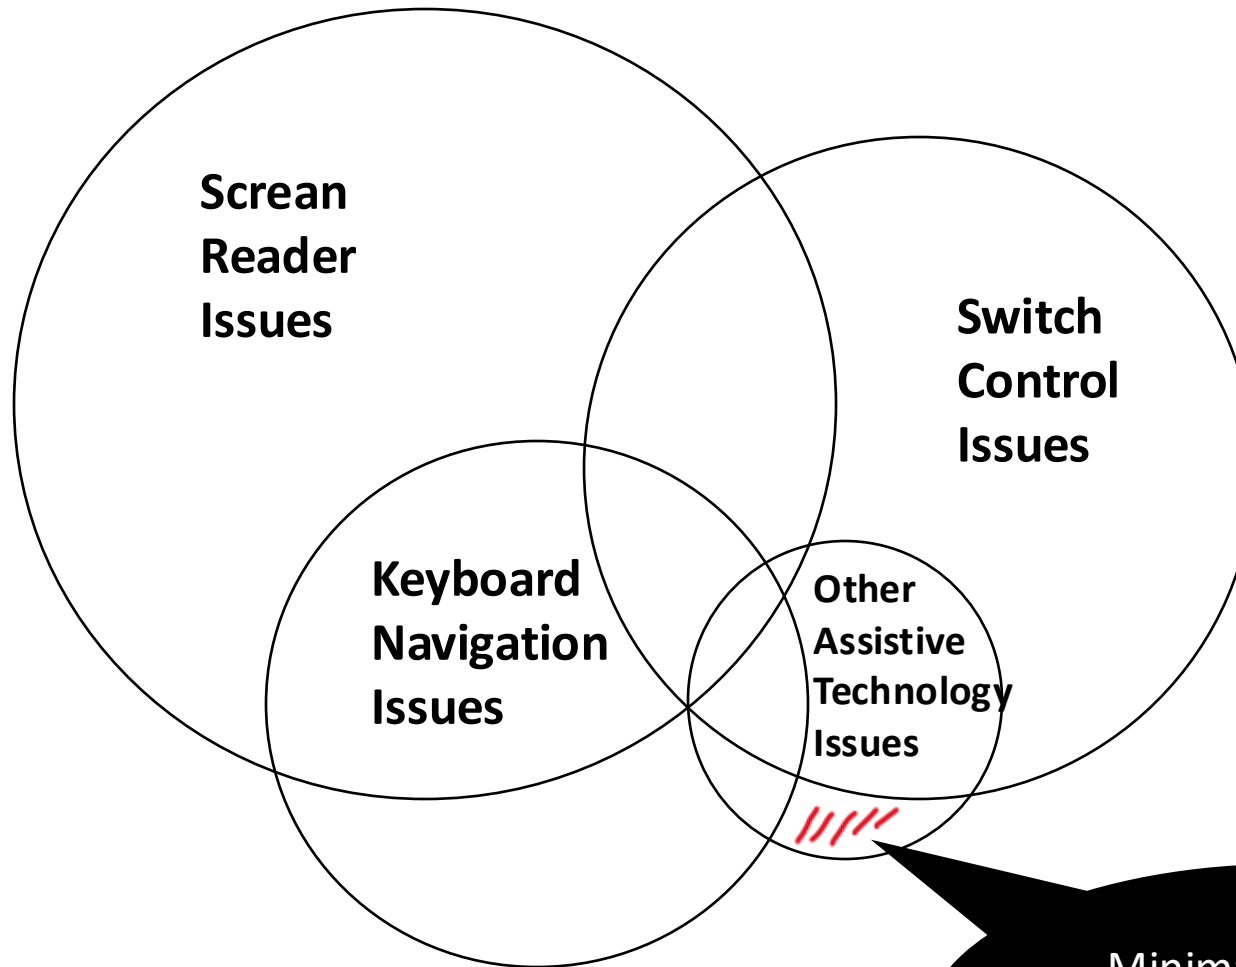 Screan
Reader
Issues
Switch
Control
Issues
Keyboard
Navigation
Issues
Other
Assistive
Technology
Issues